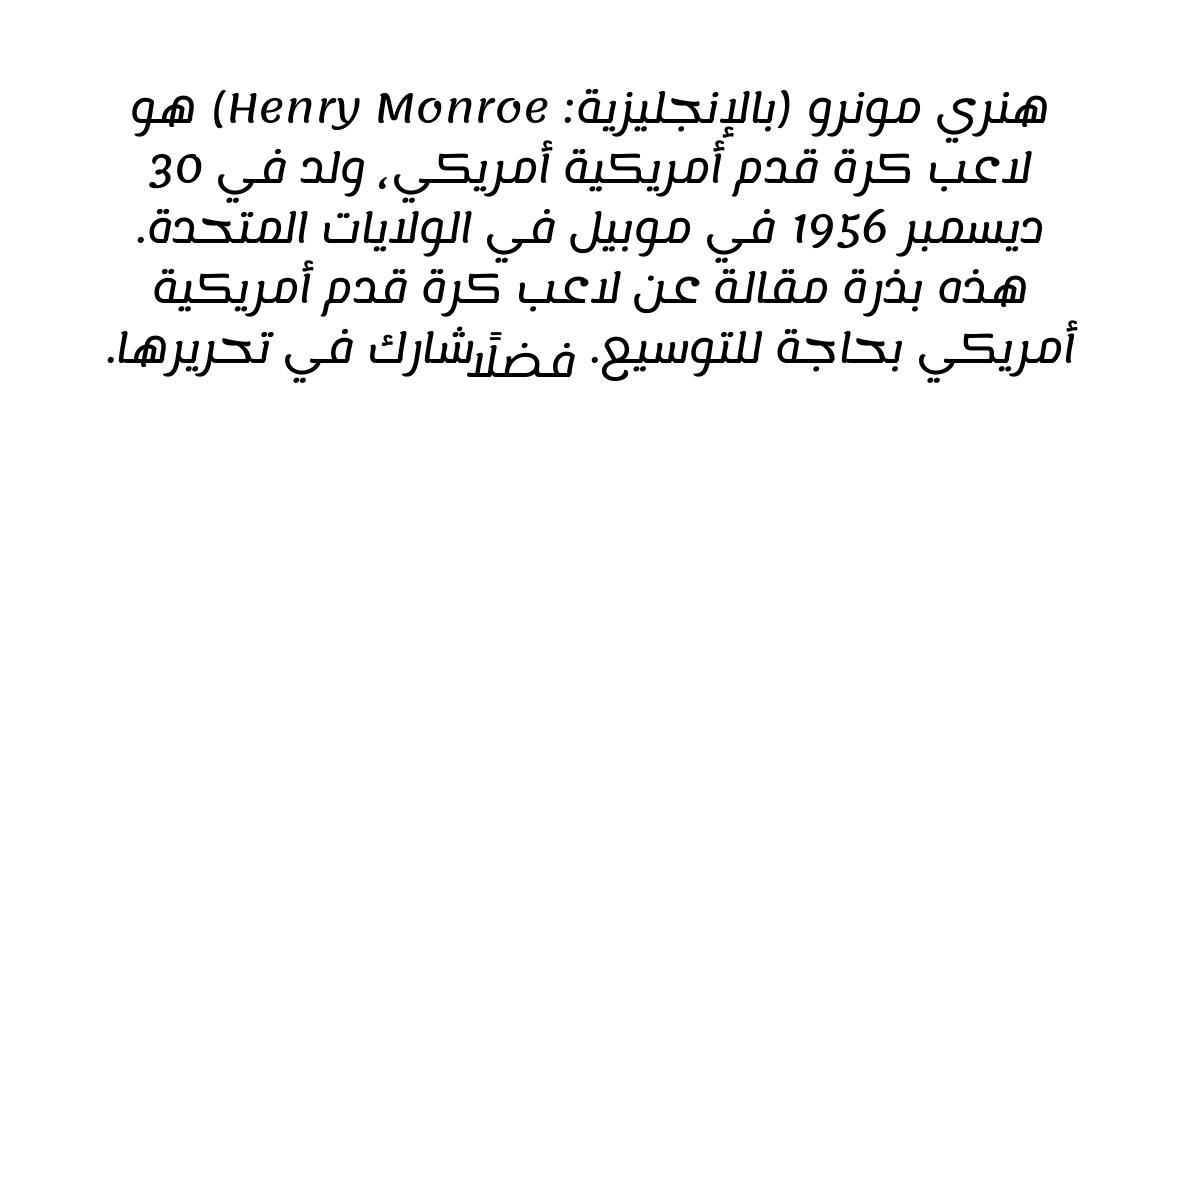 هنري مونرو (بالإنجليزية: Henry Monroe) هو
لاعب كرة قدم أمريكية أمريكي، ولد في 30
ديسمبر 1956 في موبيل في الولايات المتحدة.
هذه بذرة مقالة عن لاعب كرة قدم أمريكية
أمريكي بحاجة للتوسيع. فضلًا شارك في تحريرها.